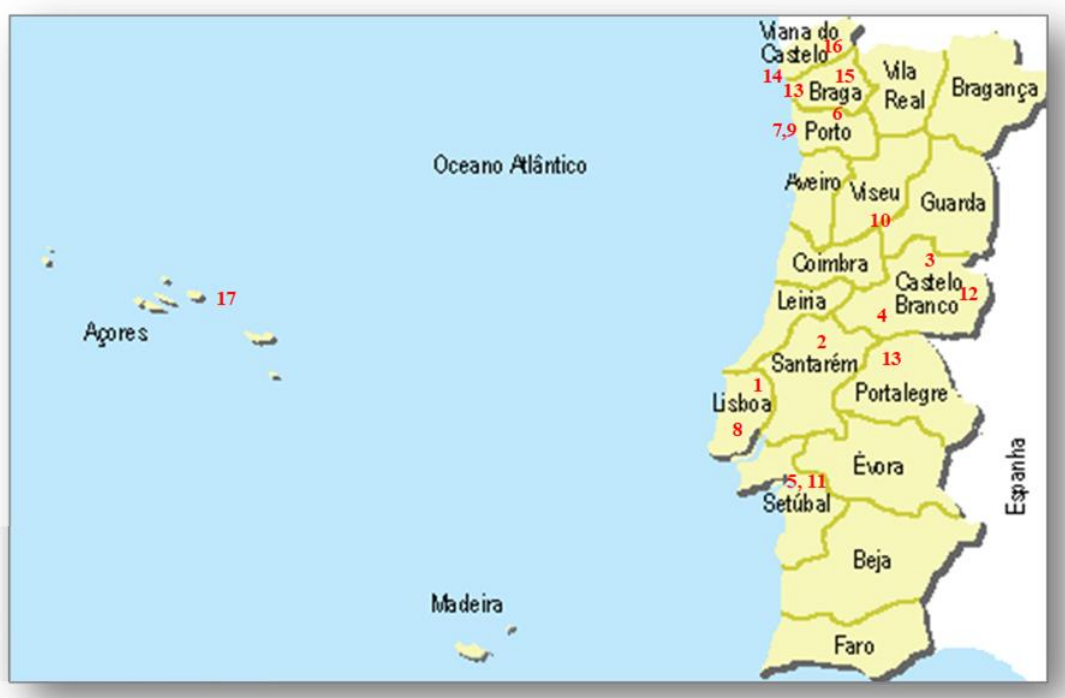 Viana do
Castelo
16
14
13
Braga
15
Vila
Real
Bragança
7,9
6
Porto
Oceano Atlântico
Aveiro
Viseu
10
Guarda
Coimbra
3
Castelo
Branco
12
4
Leiria
17
Açores
2
Santarém
13
Portalegre
1
Lisboa
8
Évora
5, 11
Setúbal
Espanha
Beja
Madeira
Faro